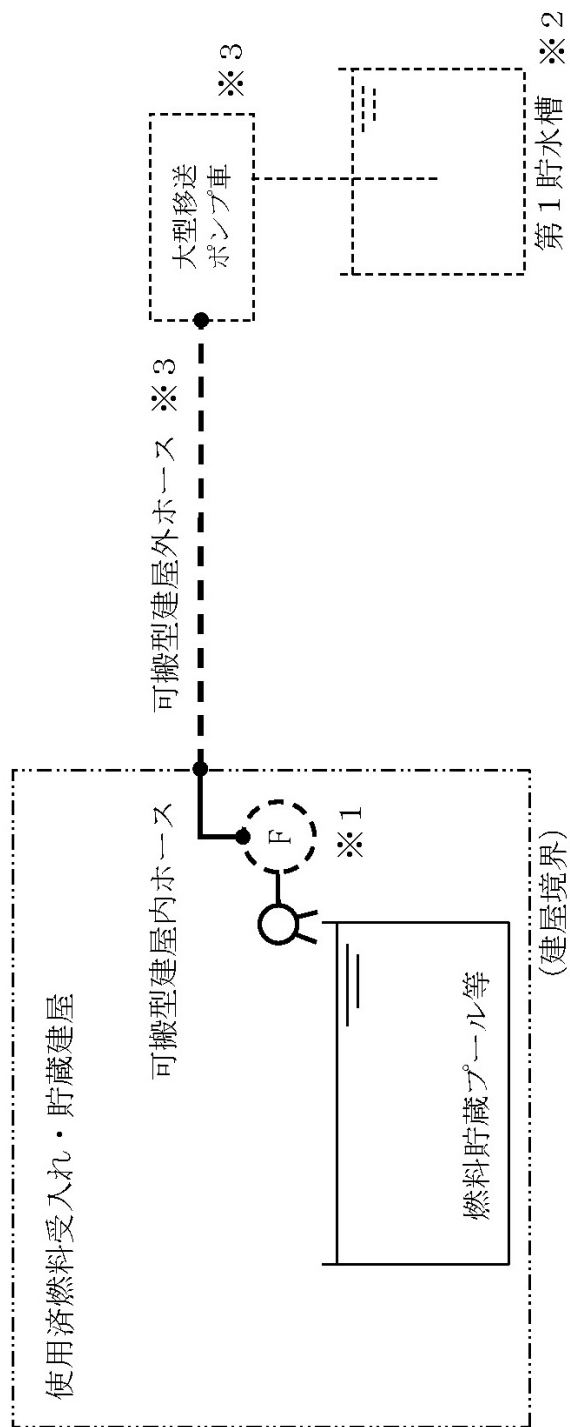 使用済燃料受入れ・貯蔵建屋
可搬型建屋内ホース
可搬型建屋外ホース ※3
大型移送
ポンプ車
※3
F
※1
燃料貯蔵プール等
(建屋境界)
第1貯水槽 ※2